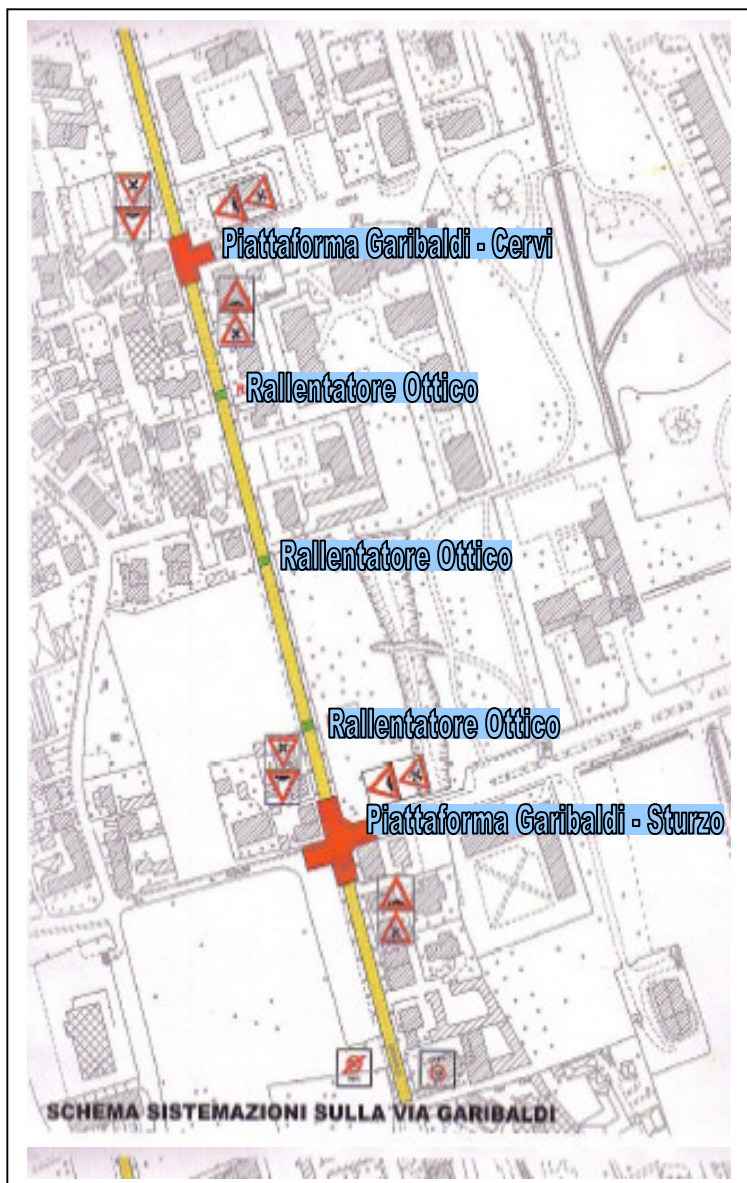 Piattaforma Garibaldi - Cervi
Rallentatore Ottico
Rallentatore Ottico
Rallentatore Ottico
Piattaforma Garibaldi - Sturzo
SCHEMA SISTEMAZIONI SULLA VIA GARIBALDI